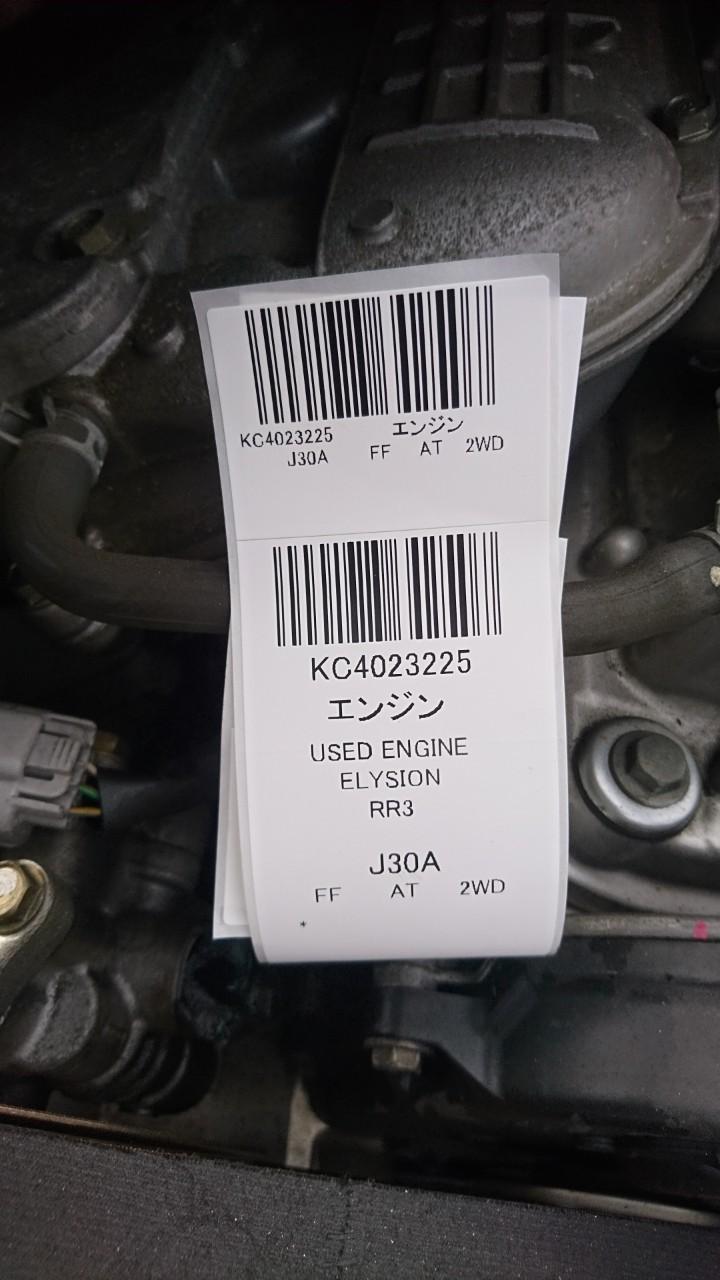 KC4023225 エンジン
J30A FF AT 2WD
KC4023225
エンジン
USED ENGINE
ELYSION
RR3
J30A
FF AT 2WD
*